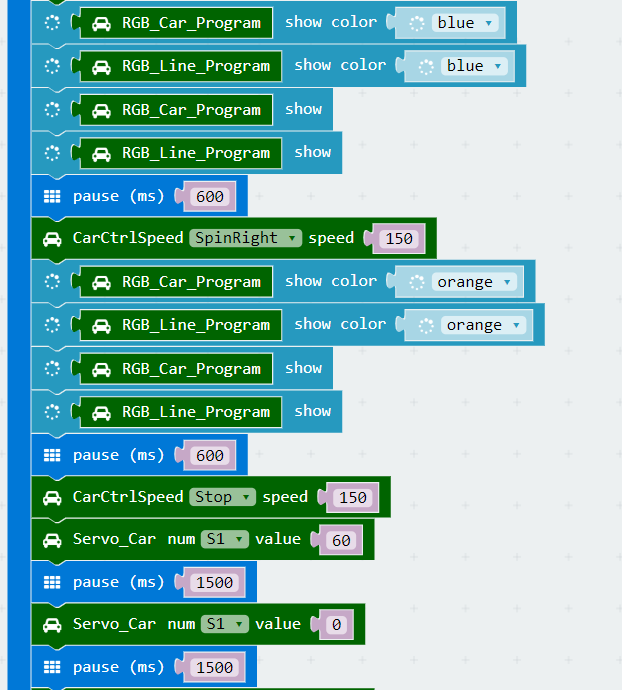 RGB_Car_Program show color blue
RGB_Line_Program show color blue
RGB_Car_Program show
RGB_Line_Program show
pause (ms) 600
CarCtrlSpeed SpinRight speed 150
RGB_Car_Program show color orange
RGB_Line_Program show color orange
RGB_Car_Program show
RGB_Line_Program show
pause (ms) 600
CarCtrlSpeed Stop speed 150
Servo_Car num S1 value 60
pause (ms) 1500
Servo_Car num S1 value 0
pause (ms) 1500